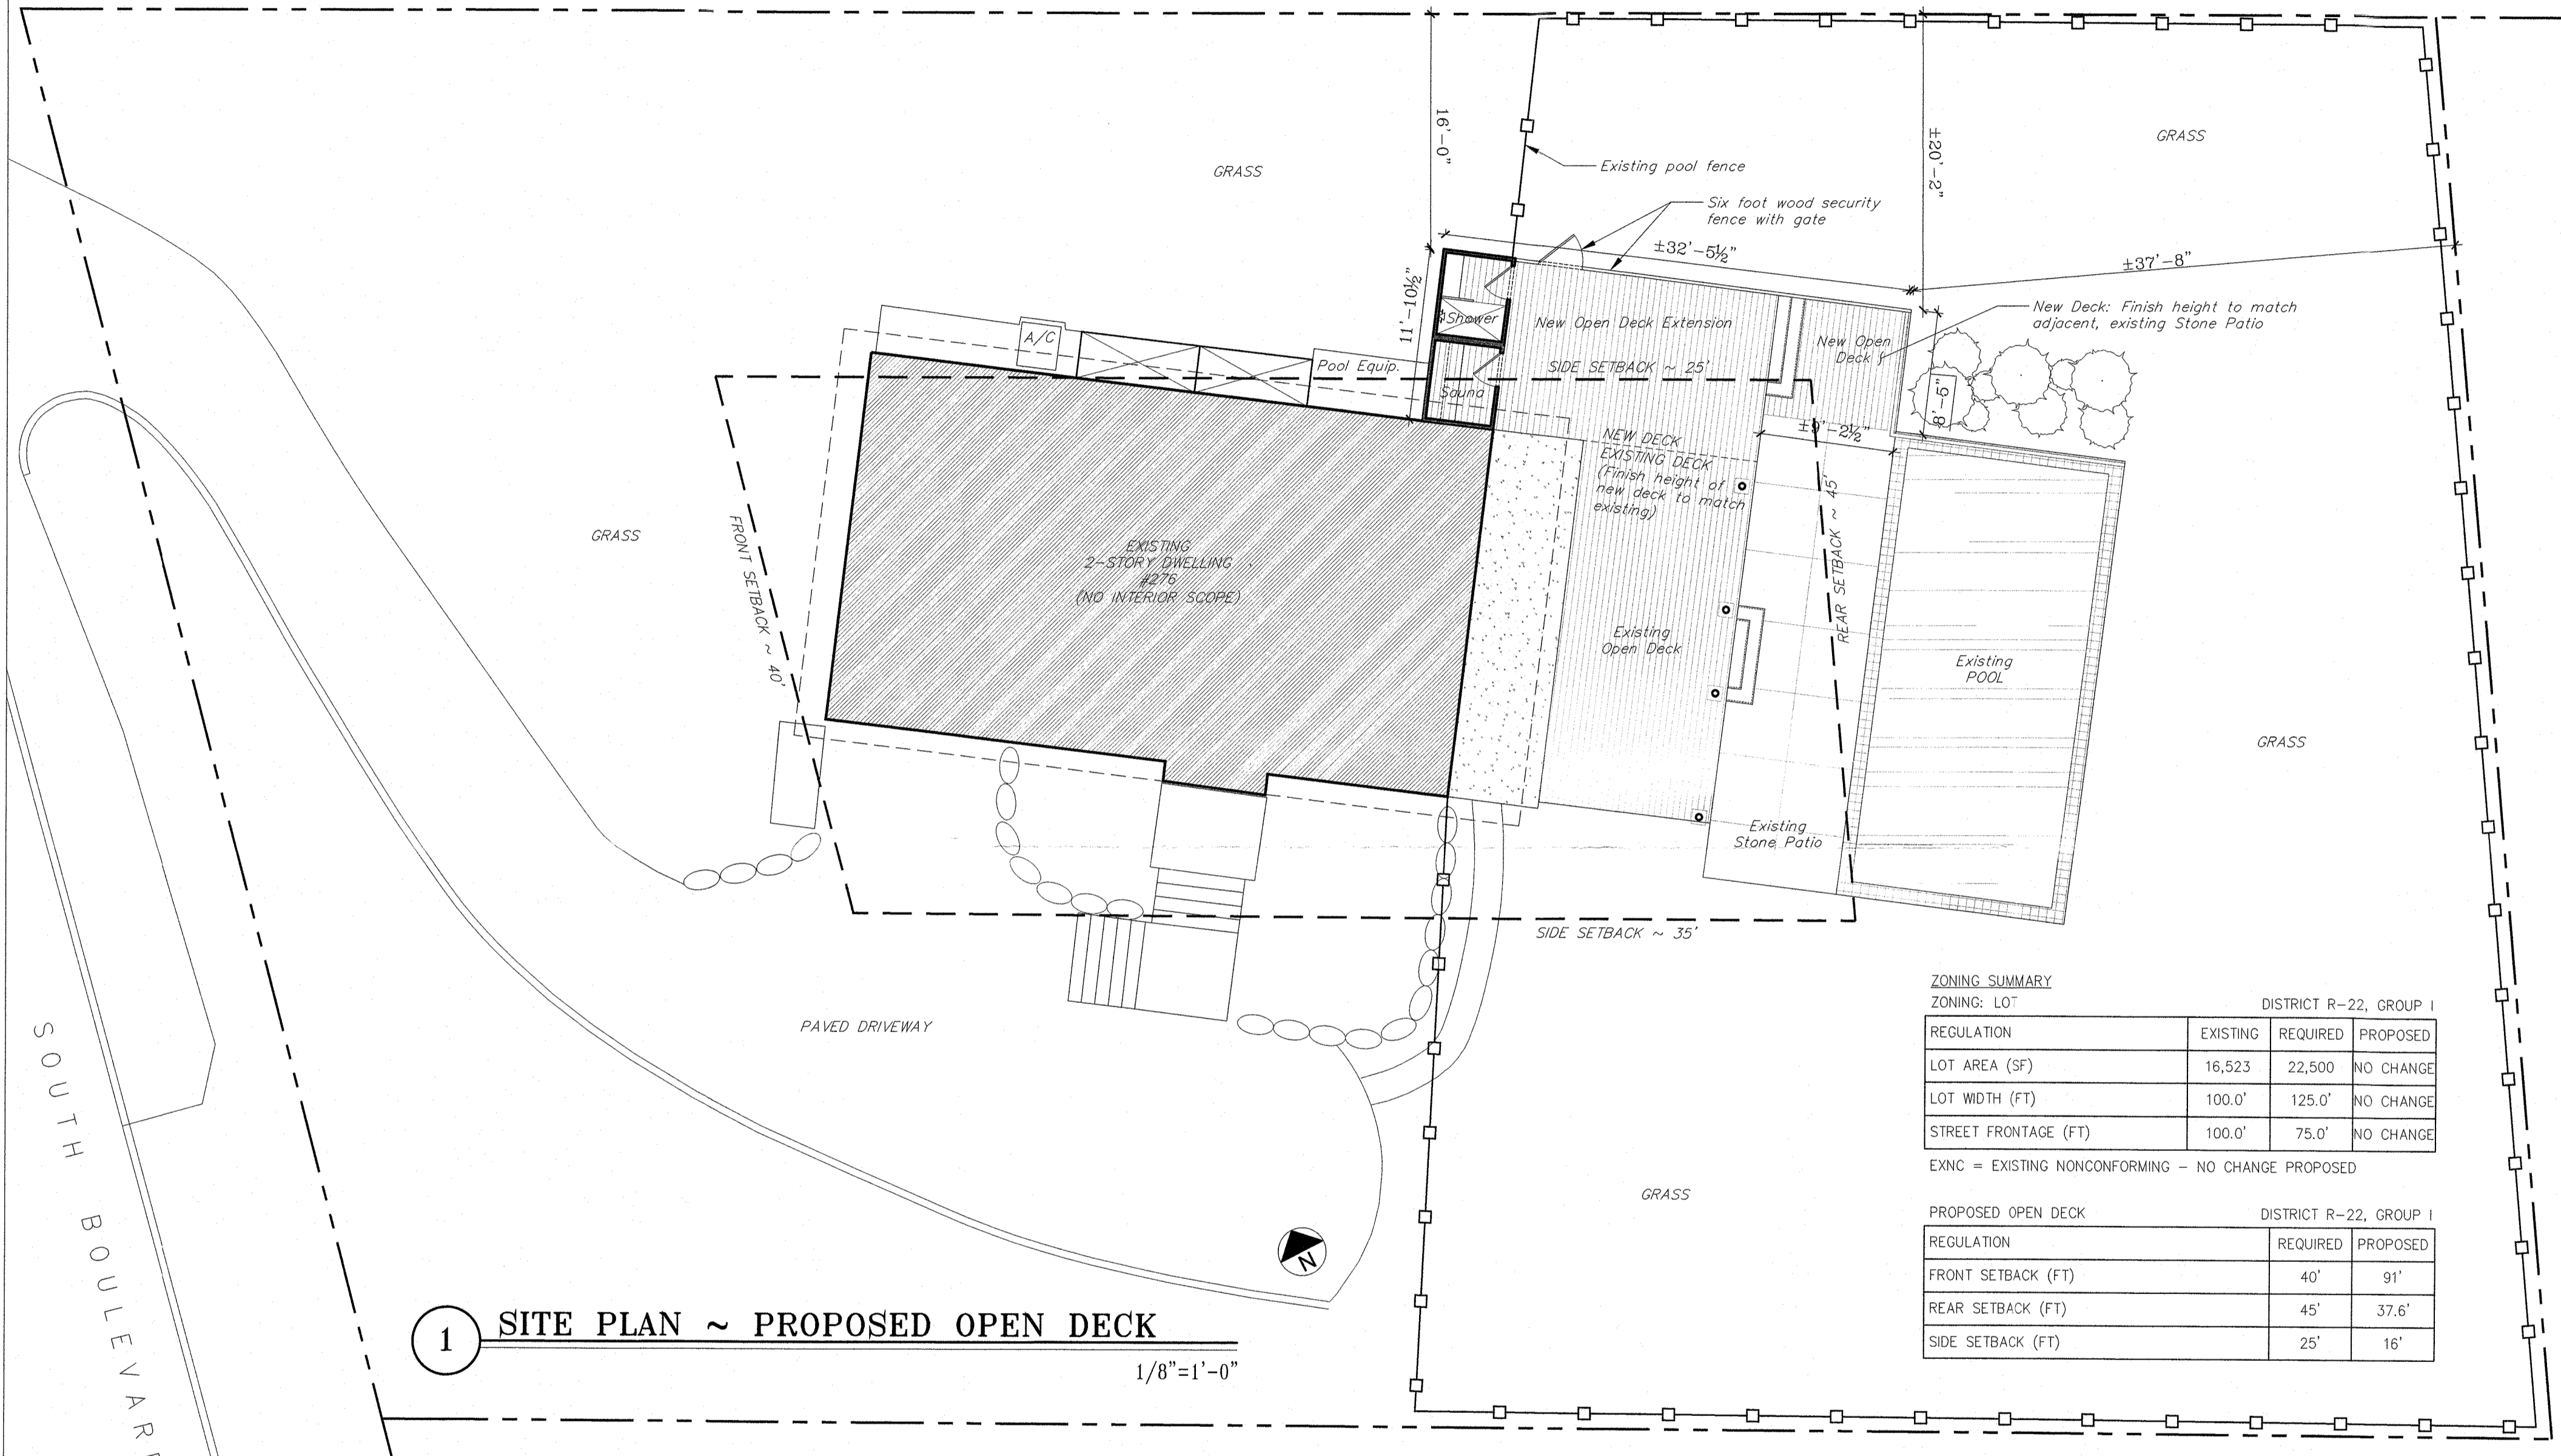 16'-0"
±20'-2"
GRASS
GRASS
Existing pool fence
Six foot wood security
fence with gate
±32'-5½"
±37'-8"
11'-10½"
New Deck: Finish height to match
adjacent, existing Stone Patio
A/C
Shower
New Open Deck Extension
New Open
Deck
Pool Equip.
SIDE SETBACK ~ 25'
Sauna
8'-5"
±9'-2½"
NEW DECK
EXISTING DECK
(Finish height of
new deck to match
existing)
GRASS
FRONT SETBACK ~ 40'
EXISTING
2-STORY DWELLING
#276
(NO INTERIOR SCOPE)
REAR SETBACK ~ 45'
Existing
Open Deck
Existing
POOL
GRASS
Existing
Stone Patio
SIDE SETBACK ~ 35'
PAVED DRIVEWAY
SOUTH BOULEVARD
GRASS
N
ZONING SUMMARY
ZONING: LOT DISTRICT R-22, GROUP I
REGULATION EXISTING REQUIRED PROPOSED
LOT AREA (SF) 16,523 22,500 NO CHANGE
LOT WIDTH (FT) 100.0' 125.0' NO CHANGE
STREET FRONTAGE (FT) 100.0' 75.0' NO CHANGE
EXNC = EXISTING NONCONFORMING - NO CHANGE PROPOSED
PROPOSED OPEN DECK DISTRICT R-22, GROUP I
REGULATION REQUIRED PROPOSED
FRONT SETBACK (FT) 40' 91'
REAR SETBACK (FT) 45' 37.6'
SIDE SETBACK (FT) 25' 16'
1 SITE PLAN ~ PROPOSED OPEN DECK
1/8"=1'-0"